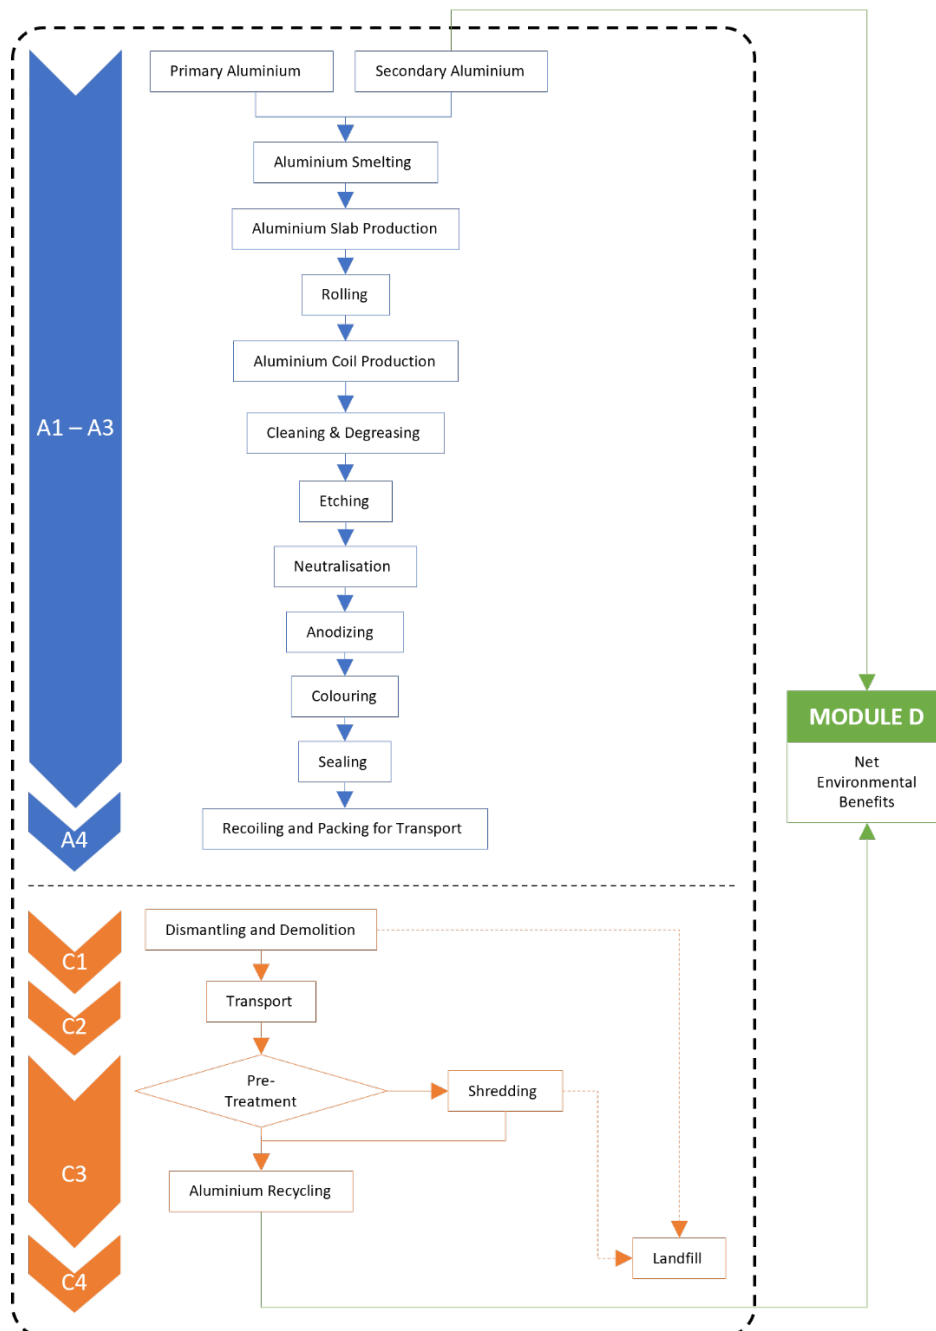 Primary Aluminium
Secondary Aluminium
Aluminium Smelting
Aluminium Slab Production
Rolling
Aluminium Coil Production
A1 – A3
Cleaning & Degreasing
Etching
Neutralisation
Anodizing
Colouring
MODULE D
Net
Environmental
Benefits
Sealing
Recoiling and Packing for Transport
A4
Dismantling and Demolition
C1
Transport
C2
Pre-
Treatment
Shredding
C3
Aluminium Recycling
Landfill
C4